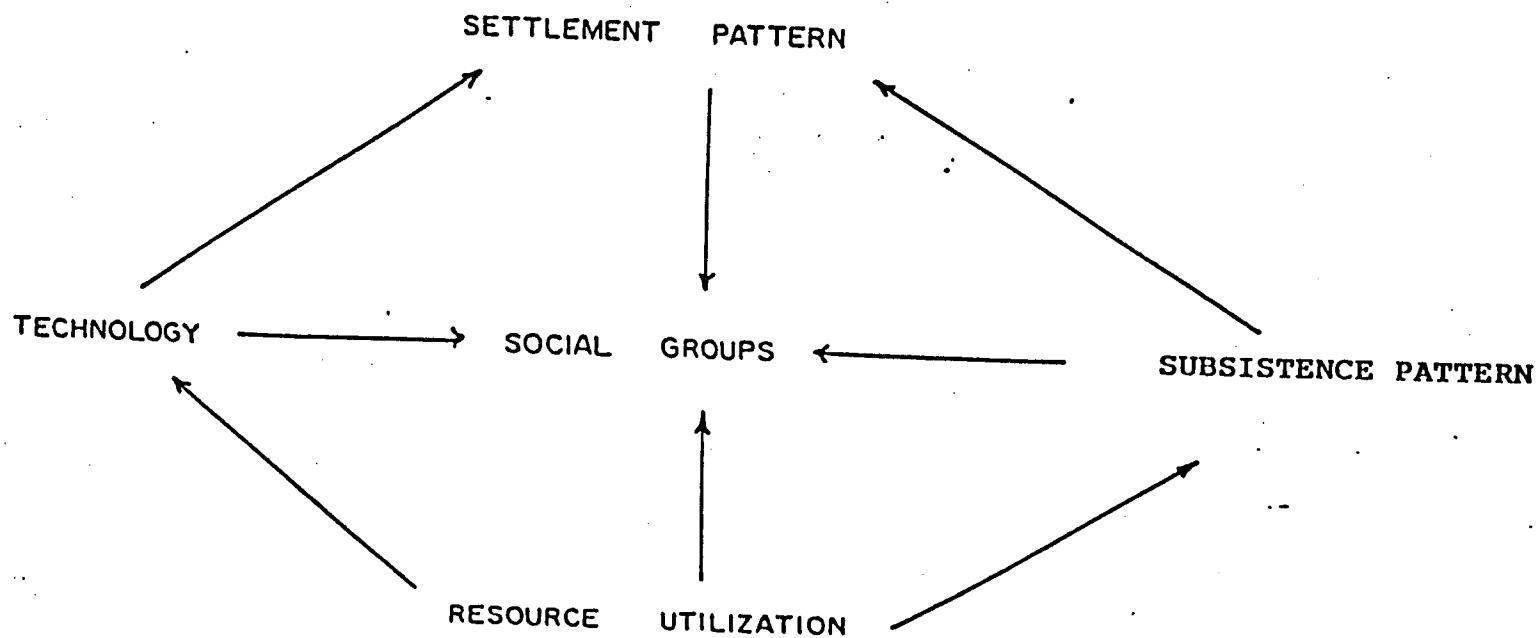 SETTLEMENT PATTERN
TECHNOLOGY
SOCIAL GROUPS
SUBSISTENCE PATTERN
RESOURCE UTILIZATION